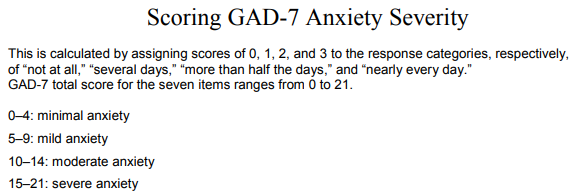 Scoring GAD-7 Anxiety Severity
This is calculated by assigning scores of 0, 1, 2, and 3 to the response categories, respectively,
of “not at all,” “several days,” “more than half the days,” and “nearly every day.”
GAD-7 total score for the seven items ranges from 0 to 21.
0–4: minimal anxiety
5–9: mild anxiety
10–14: moderate anxiety
15–21: severe anxiety